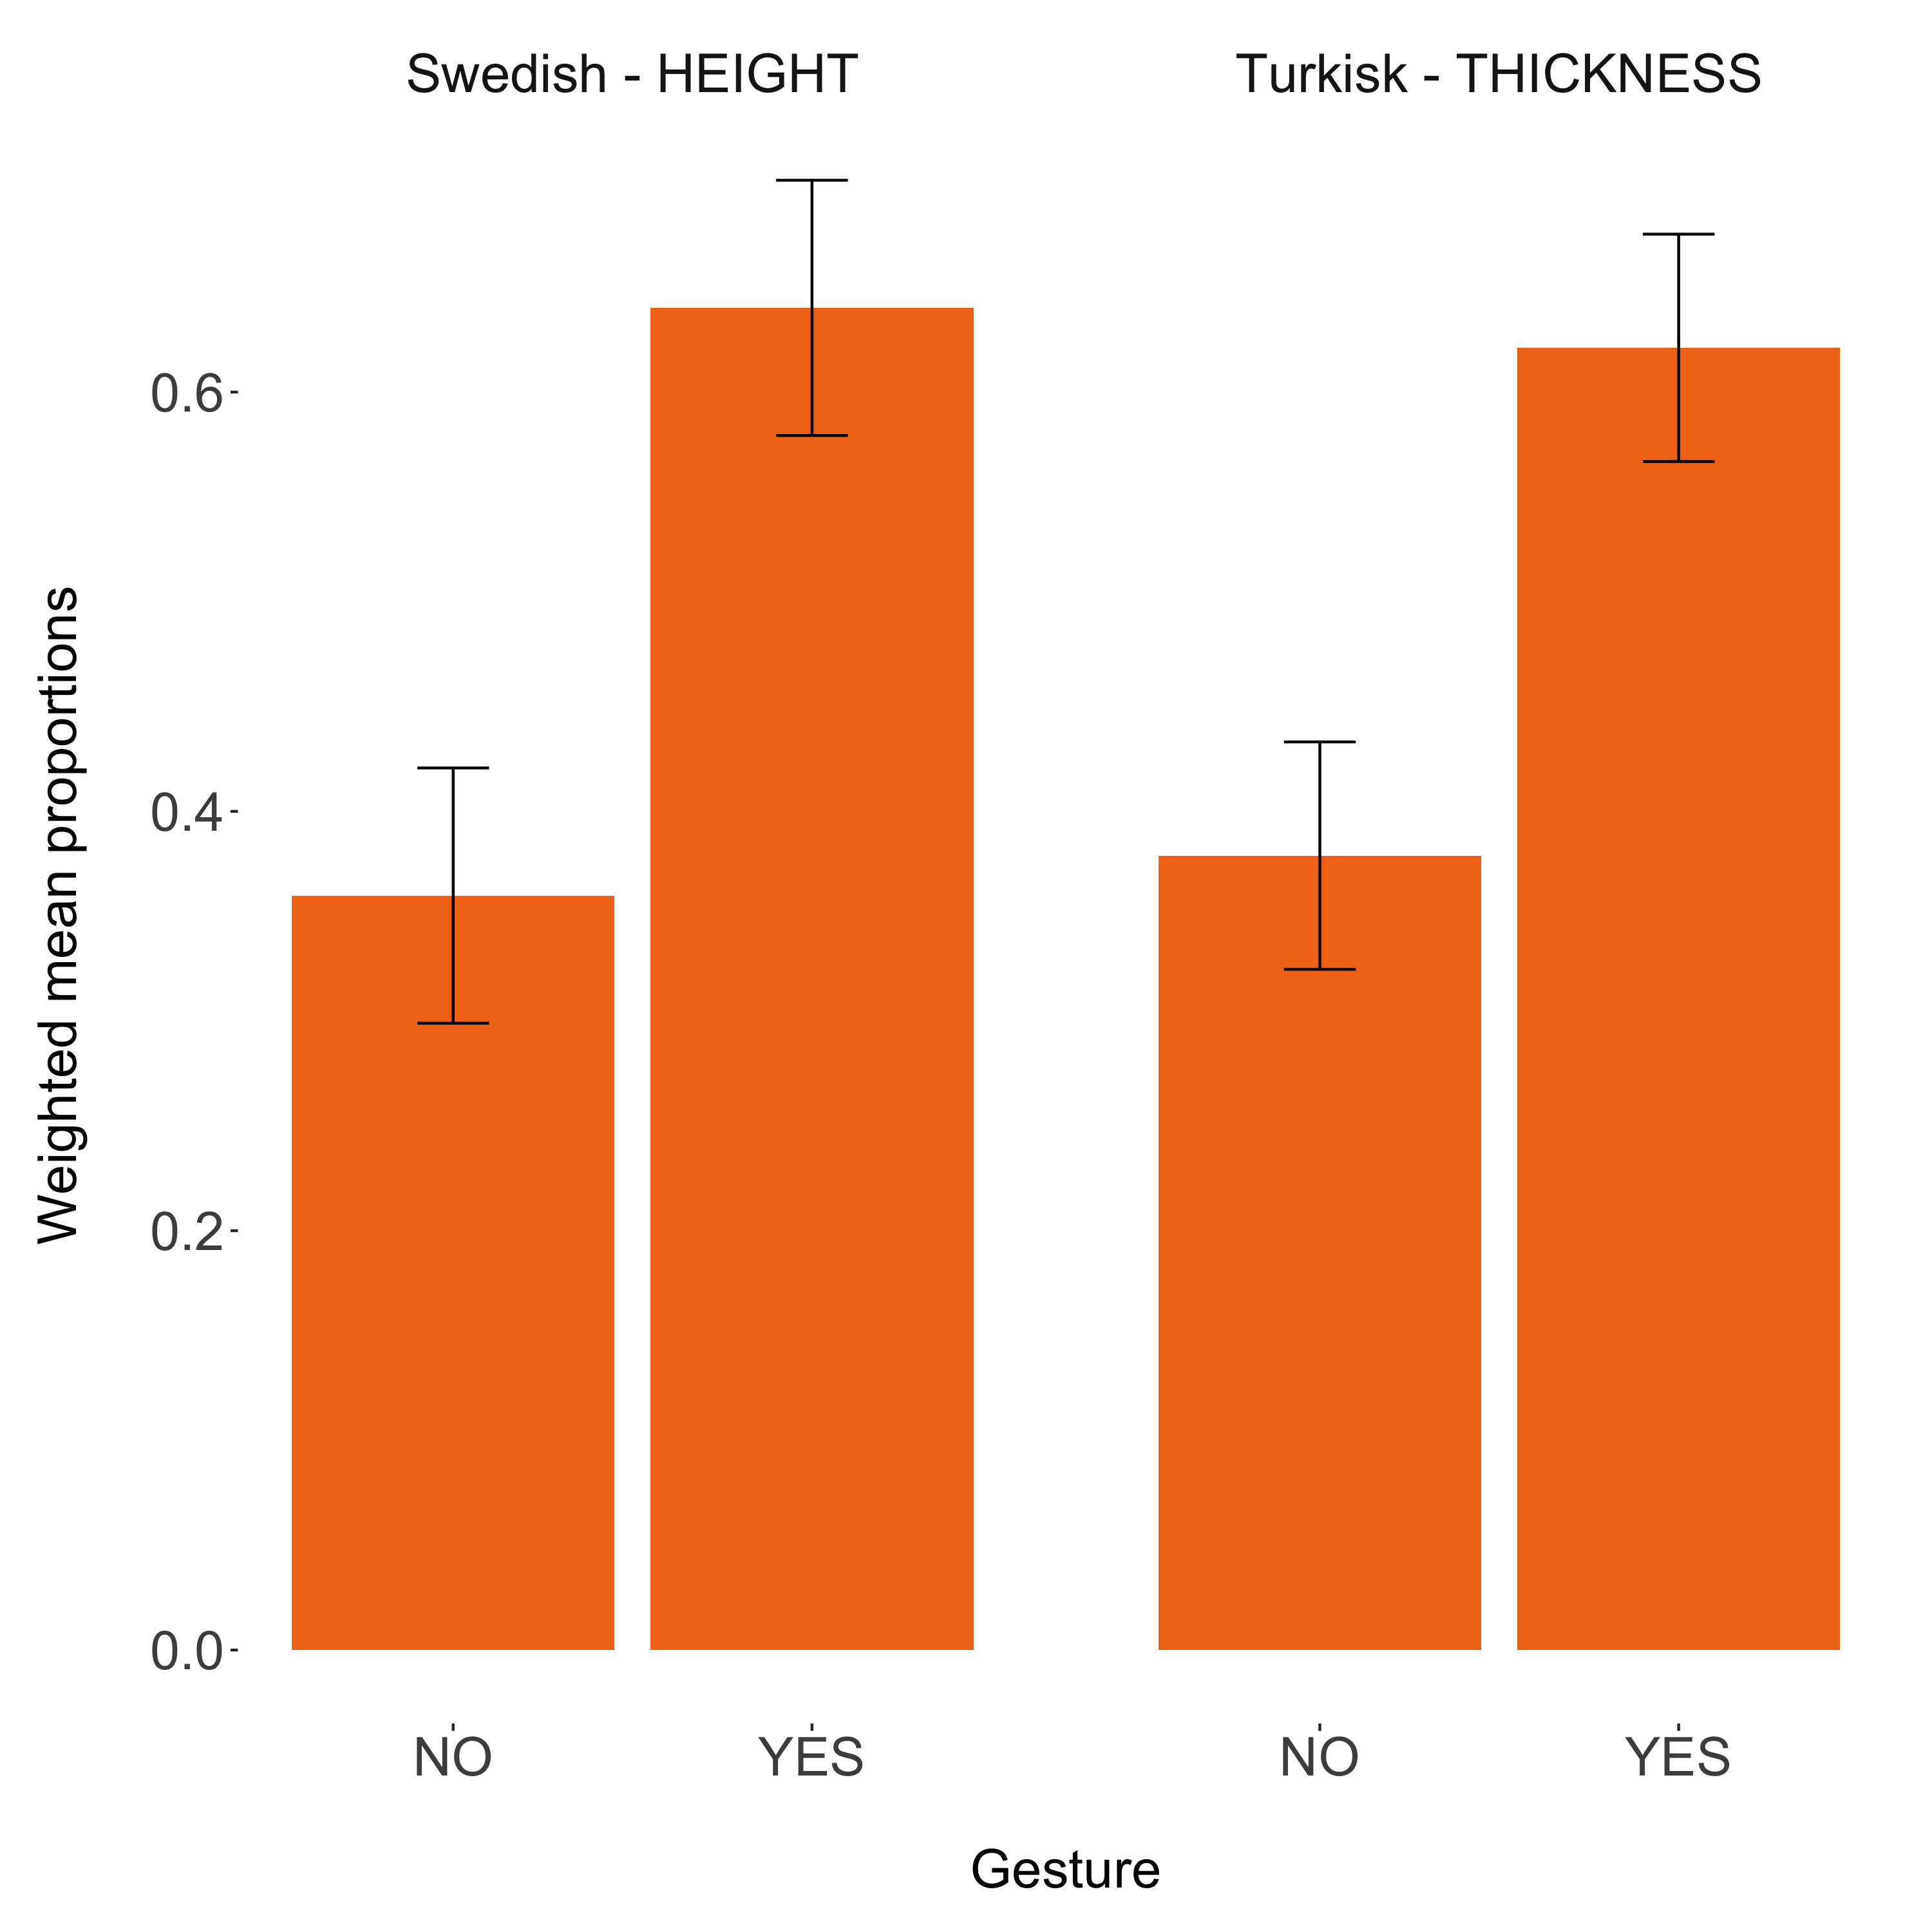 Swedish - HEIGHT
Turkisk - THICKNESS
Weighted mean proportions
0.6
0.4
0.2
0.0
NO
YES
NO
YES
Gesture